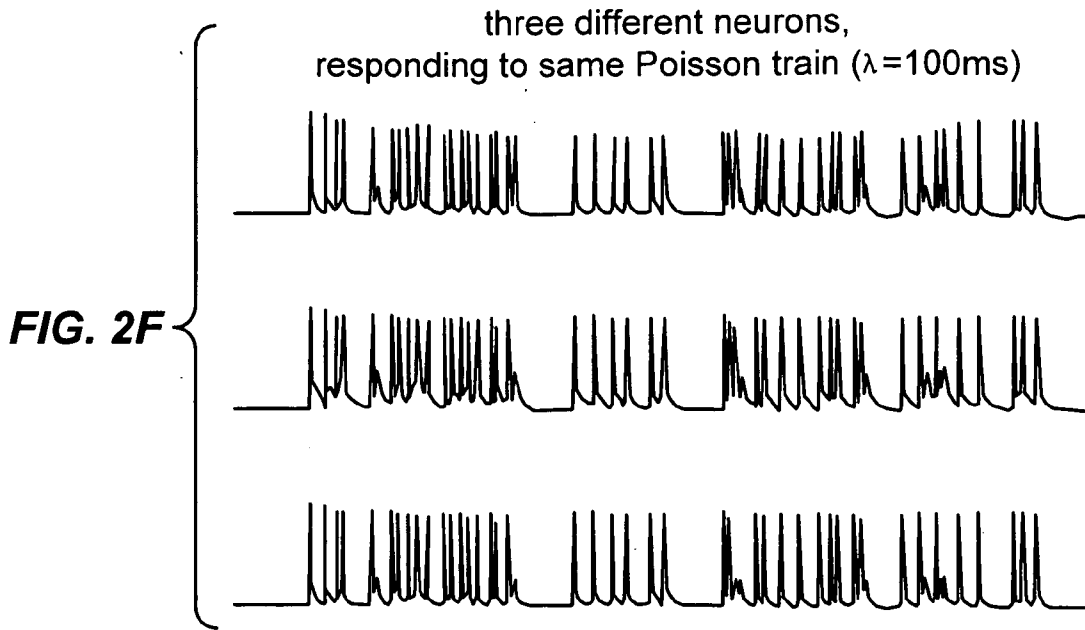 three different neurons,
responding to same Poisson train (λ=100ms)
FIG. 2F